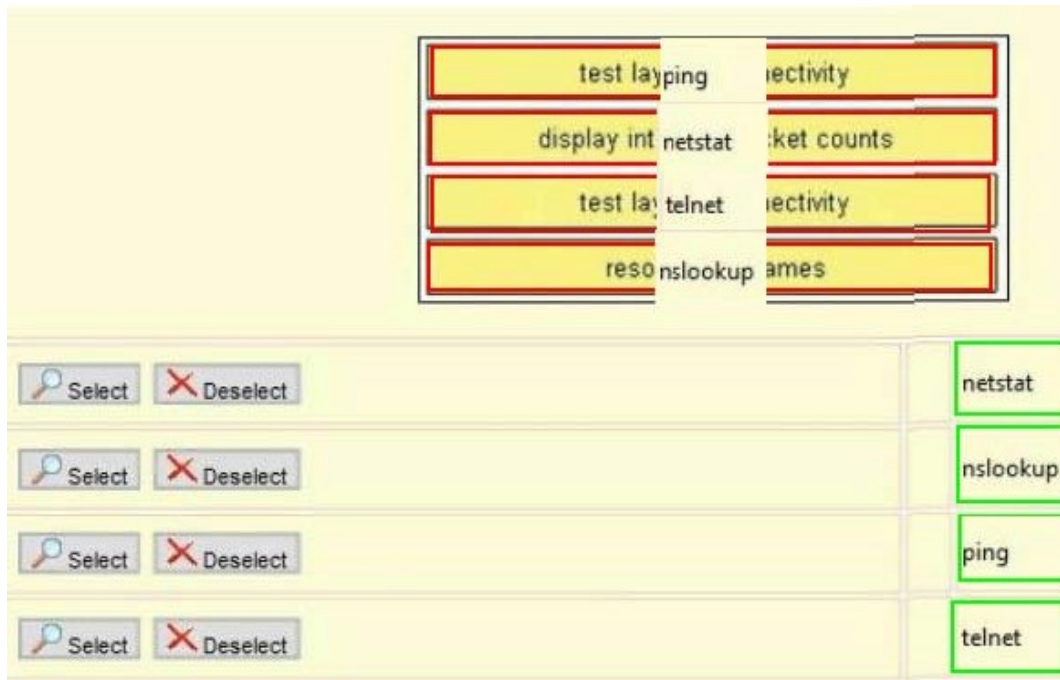 test lay ping ectivity
display int netstat ket counts
test lay telnet ectivity
reso nslookup ames
Select Deselect netstat
Select Deselect nslookup
Select Deselect ping
Select Deselect telnet